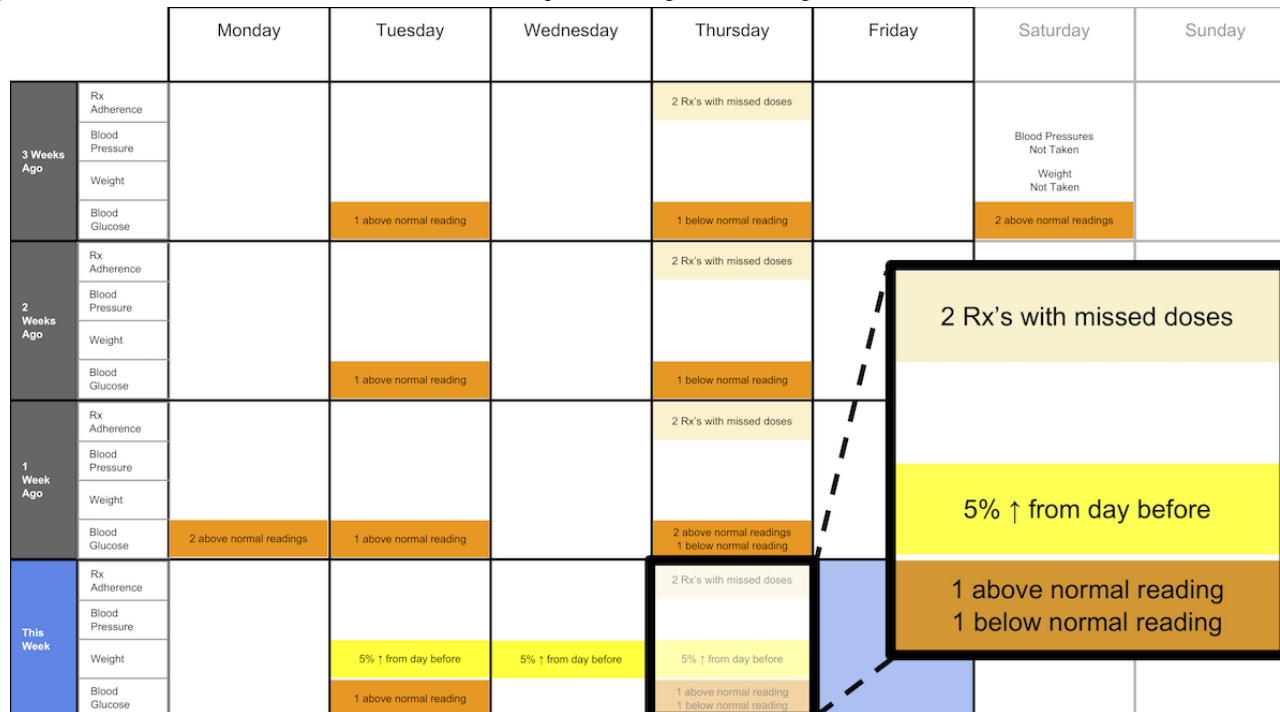 Monday Tuesday Wednesday Thursday Friday Saturday Sunday
3 Weeks
Ago
Rx
Adherence
2 Rx's with missed doses
Blood
Pressure
Blood Pressures
Not Taken
Weight
Weight
Not Taken
Blood
Glucose
1 above normal reading
1 below normal reading
2 above normal readings
2
Weeks
Ago
Rx
Adherence
2 Rx's with missed doses
Blood
Pressure
Weight
Blood
Glucose
1 above normal reading
1 below normal reading
1
Week
Ago
Rx
Adherence
2 Rx's with missed doses
Blood
Pressure
Weight
Blood
Glucose
2 above normal readings
1 above normal reading
2 above normal readings
1 below normal reading
This
Week
Rx
Adherence
2 Rx's with missed doses
Blood
Pressure
Weight
5% ↑ from day before
5% ↑ from day before
5% ↑ from day before
Blood
Glucose
1 above normal reading
1 above normal reading
1 below normal reading
2 Rx’s with missed doses
5% ↑ from day before
1 above normal reading
1 below normal reading